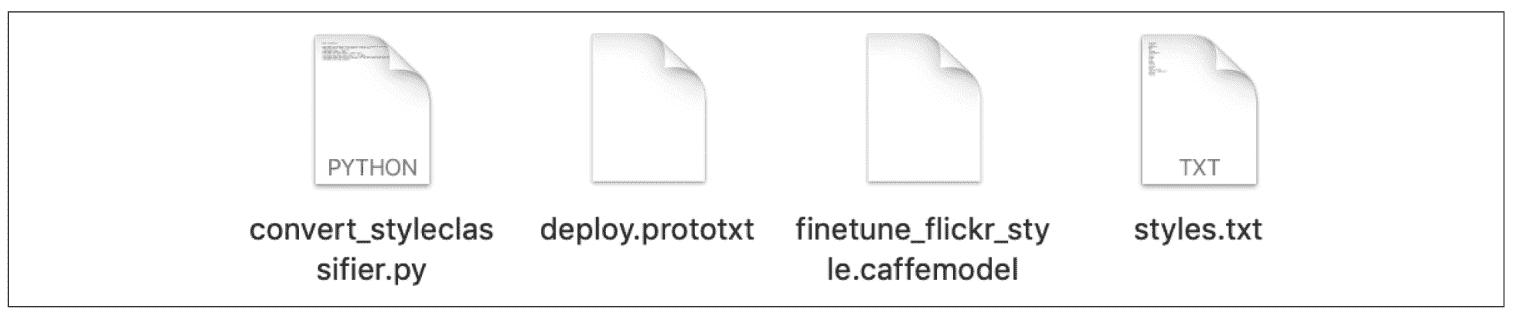 PYTHON
TXT
convert_styleclas
sifier.py
deploy.prototxt
finetune_flickr_sty
le.caffemodel
styles.txt